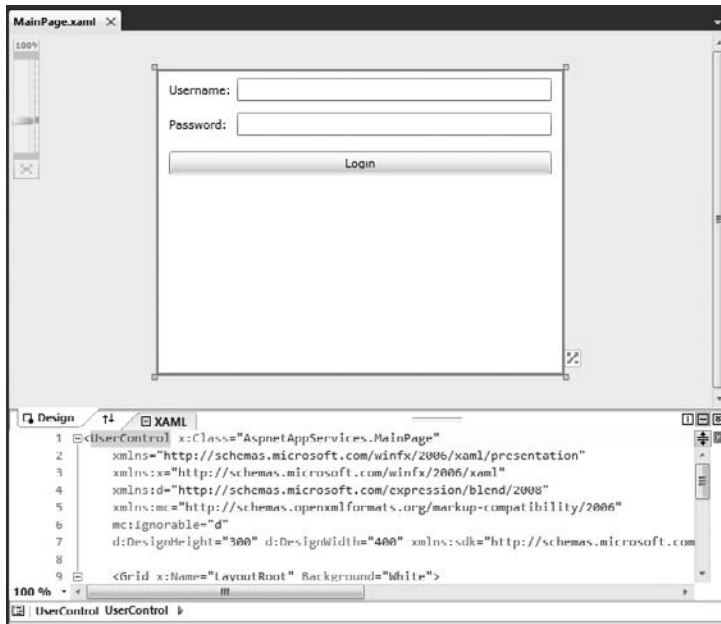 MainPage.xaml ×
100%
Username:
Password:
Login
Design
XAML
1 <UserControl x:Class="AspnetAppServices.MainPage"
2 xmlns="http://schemas.microsoft.com/winfx/2006/xaml/presentation"
3 xmlns:x="http://schemas.microsoft.com/winfx/2006/xaml"
4 xmlns:d="http://schemas.microsoft.com/expression/blend/2008"
5 xmlns:mc="http://schemas.openxmlformats.org/markup-compatibility/2006"
6 mc:Ignorable="d"
7 d:DesignHeight="300" d:DesignWidth="400" xmlns:sdk="http://schemas.microsoft.com
8
9 <Grid x:Name="LayoutRoot" Background="White">
100 %
UserControl UserControl